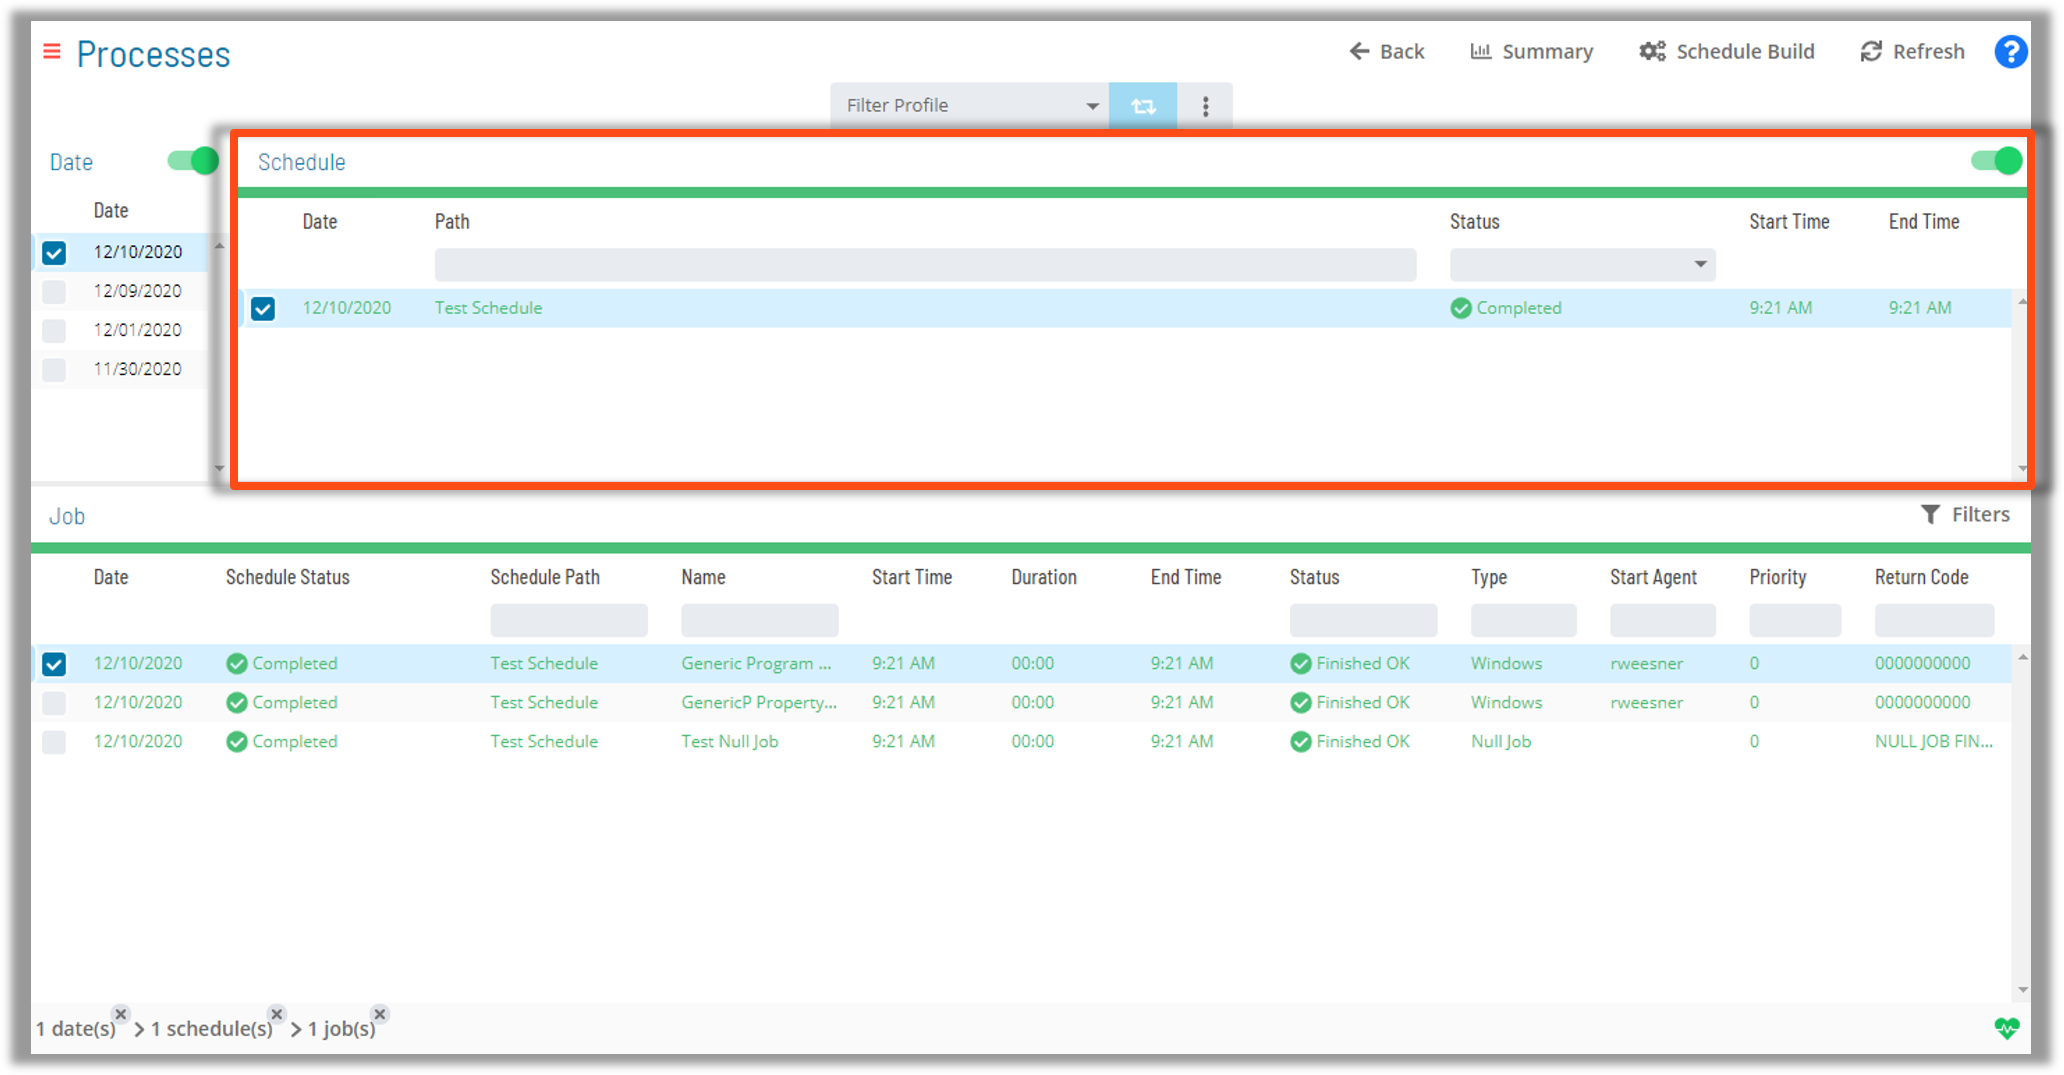 Processes
Back Summary Schedule Build Refresh ?
Filter Profile
Date
Date
12/10/2020
12/09/2020
12/01/2020
11/30/2020
Schedule
Date Path Status Start Time End Time
12/10/2020 Test Schedule Completed 9:21 AM 9:21 AM
Job Filters
Date Schedule Status Schedule Path Name Start Time Duration End Time Status Type Start Agent Priority Return Code
12/10/2020 Completed Test Schedule Generic Program ... 9:21 AM 00:00 9:21 AM Finished OK Windows rweesner 0 0000000000
12/10/2020 Completed Test Schedule GenericP Property... 9:21 AM 00:00 9:21 AM Finished OK Windows rweesner 0 0000000000
12/10/2020 Completed Test Schedule Test Null Job 9:21 AM 00:00 9:21 AM Finished OK Null Job 0 NULL JOB FIN...
1 date(s) > 1 schedule(s) > 1 job(s)